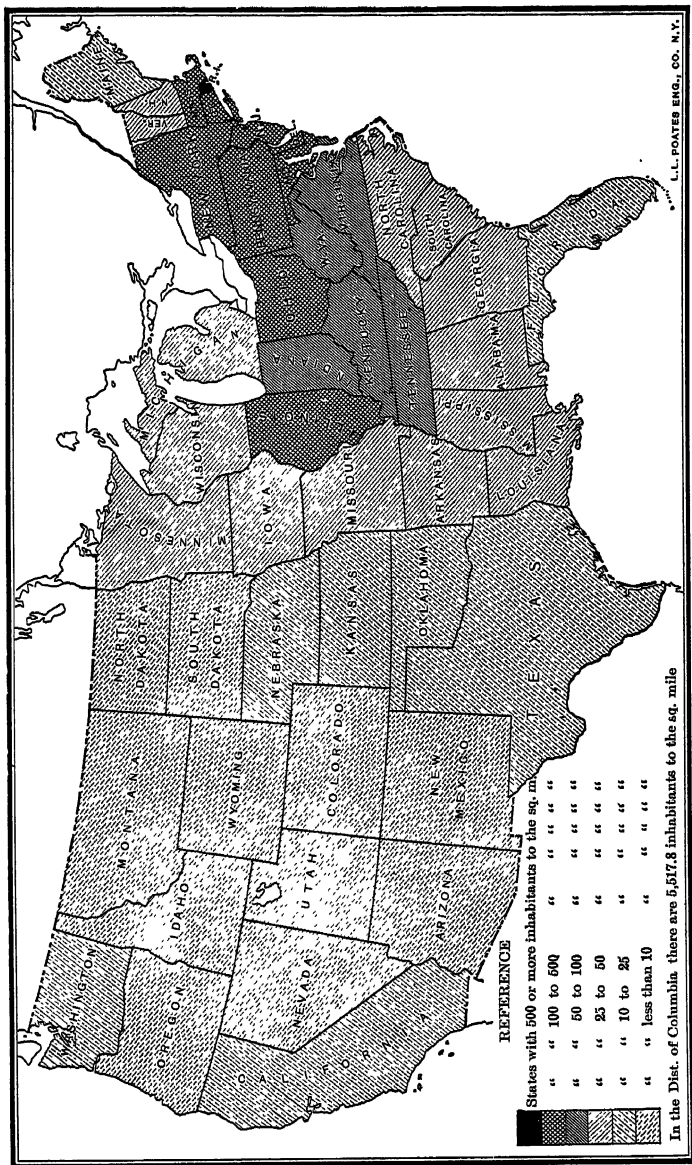 WASHINGTON
OREGON
CALIFORNIA
NEVADA
IDAHO
MONTANA
WYOMING
UTAH
COLORADO
ARIZONA
NEW
MEXICO
NORTH
DAKOTA
SOUTH
DAKOTA
NEBRASKA
KANSAS
OKLAHOMA
TEXAS
MINNESOTA
IOWA
MISSOURI
ARKANSAS
LOUISIANA
WISCONSIN
ILLINOIS
INDIANA
OHIO
KENTUCKY
TENNESSEE
MISSISSIPPI
ALABAMA
GEORGIA
FLORIDA
SOUTH
CAROLINA
NORTH
CAROLINA
VIRGINIA
W.VA.
NEW YORK
VER.
N.H.
MAINE
R.I.
REFERENCE
States with 500 or more inhabitants to the sq. m
" " 100 to 500 " " " " "
" " 50 to 100 " " " " "
" " 25 to 50 " " " " "
" " 10 to 25 " " " " "
" " less than 10 " " " " "
In the Dist. of Columbia there are 5,517.8 inhabitants to the sq. mile
L.L. POATES ENG., CO. N.Y.